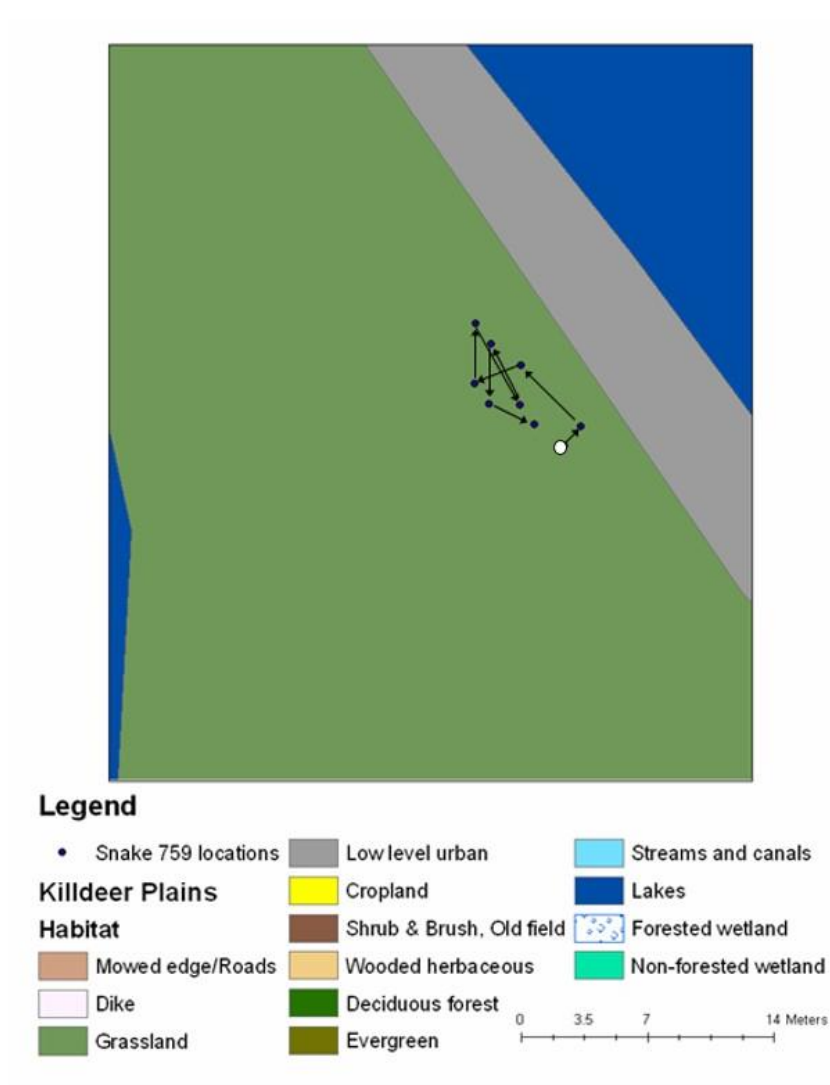 Legend
Snake 759 locations
Killdeer Plains
Habitat
Mowed edge/Roads
Dike
Grassland
Low level urban
Cropland
Shrub & Brush, Old field
Wooded herbaceous
Deciduous forest
Evergreen
Streams and canals
Lakes
Forested wetland
Non-forested wetland
0 3.5 7 14 Meters